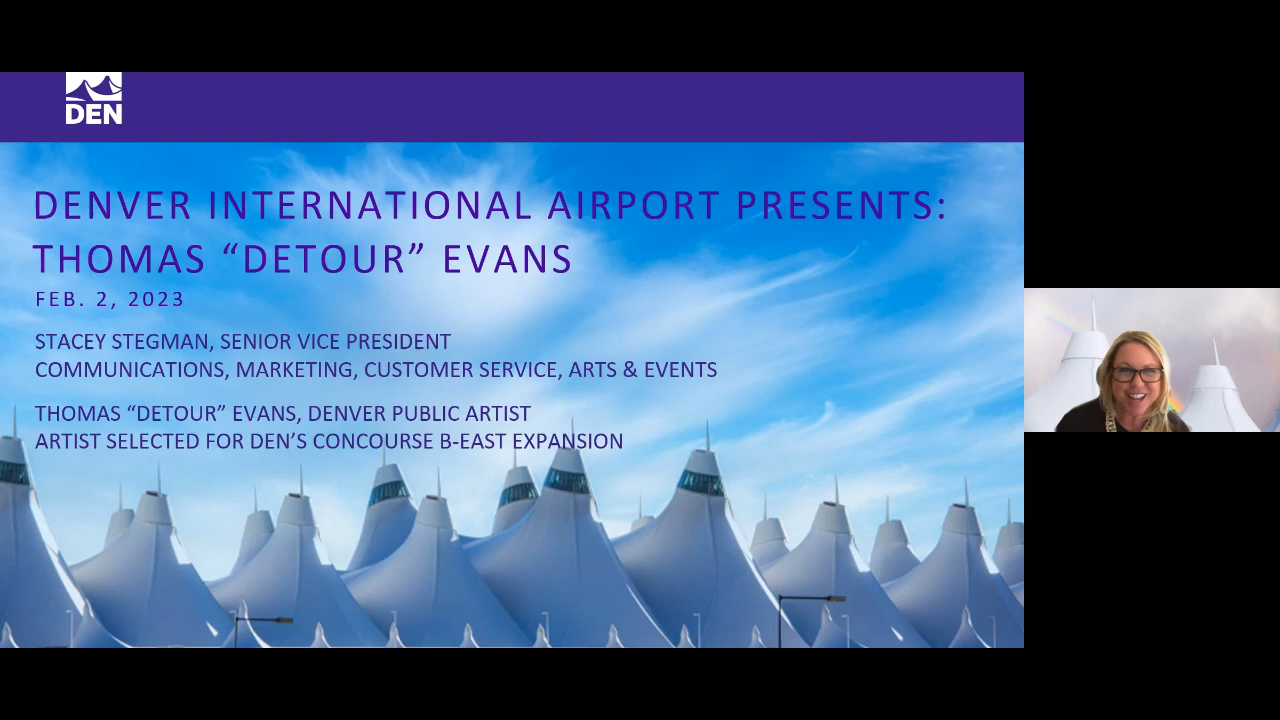 DEN
DENVER INTERNATIONAL AIRPORT PRESENTS:
THOMAS “DETOUR” EVANS
FEB. 2, 2023
STACEY STEGMAN, SENIOR VICE PRESIDENT
COMMUNICATIONS, MARKETING, CUSTOMER SERVICE, ARTS & EVENTS
THOMAS “DETOUR” EVANS, DENVER PUBLIC ARTIST
ARTIST SELECTED FOR DEN’S CONCOURSE B-EAST EXPANSION